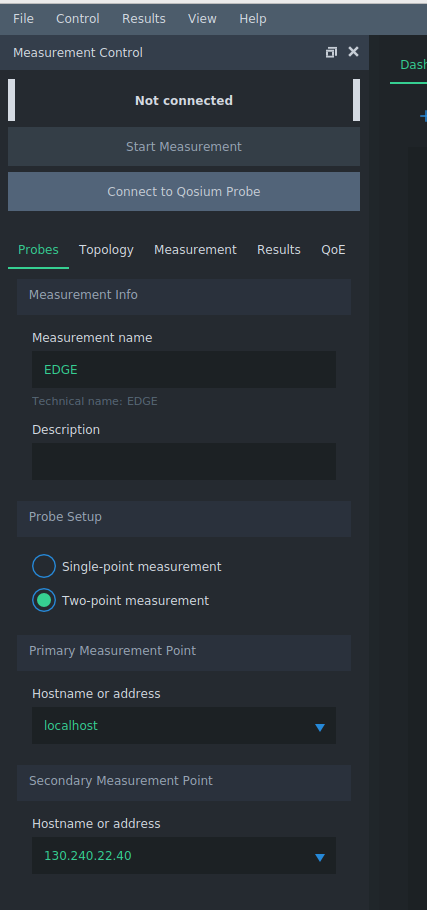 File Control Results View Help
Measurement Control
Dash
Not connected
Start Measurement
Connect to Qosium Probe
Probes Topology Measurement Results QoE
Measurement Info
Measurement name
EDGE
Technical name: EDGE
Description
Probe Setup
Single-point measurement
Two-point measurement
Primary Measurement Point
Hostname or address
localhost
Secondary Measurement Point
Hostname or address
130.240.22.40